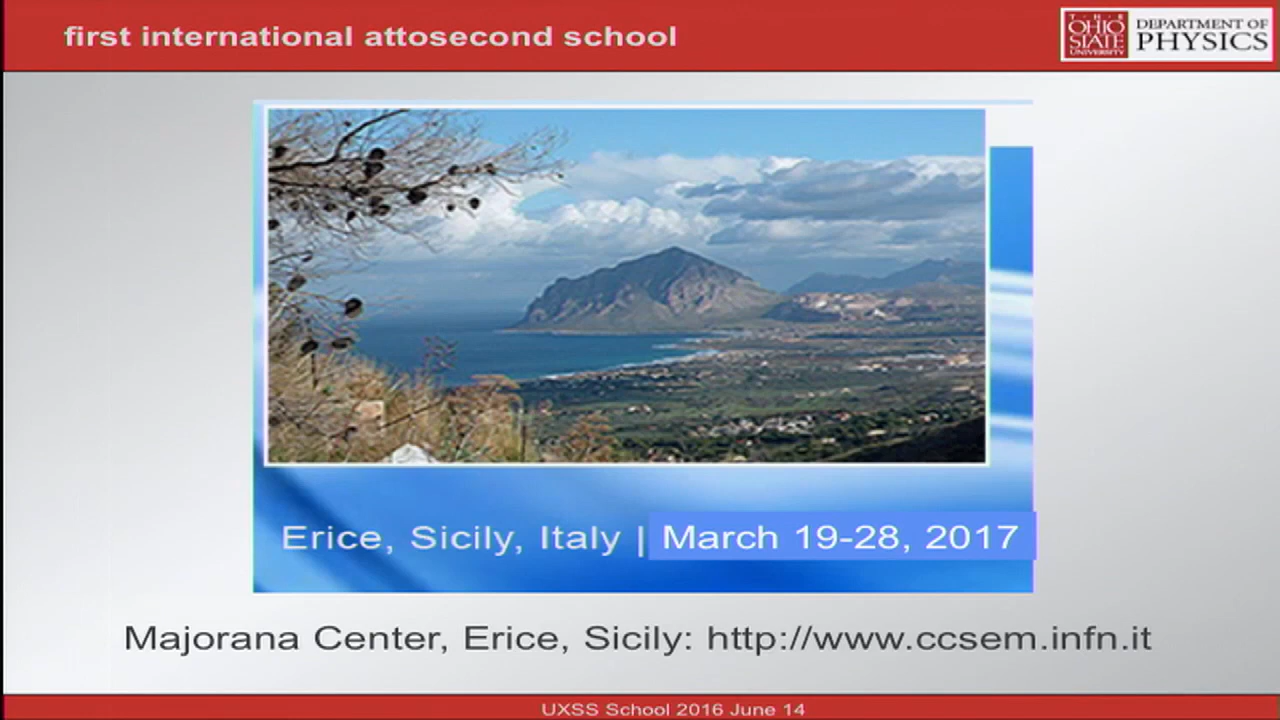 first international attosecond school
T·H·E
OHIO
STATE
UNIVERSITY
DEPARTMENT OF
PHYSICS
Erice, Sicily, Italy | March 19-28, 2017
Majorana Center, Erice, Sicily: http://www.ccsem.infn.it
UXSS School 2016 June 14